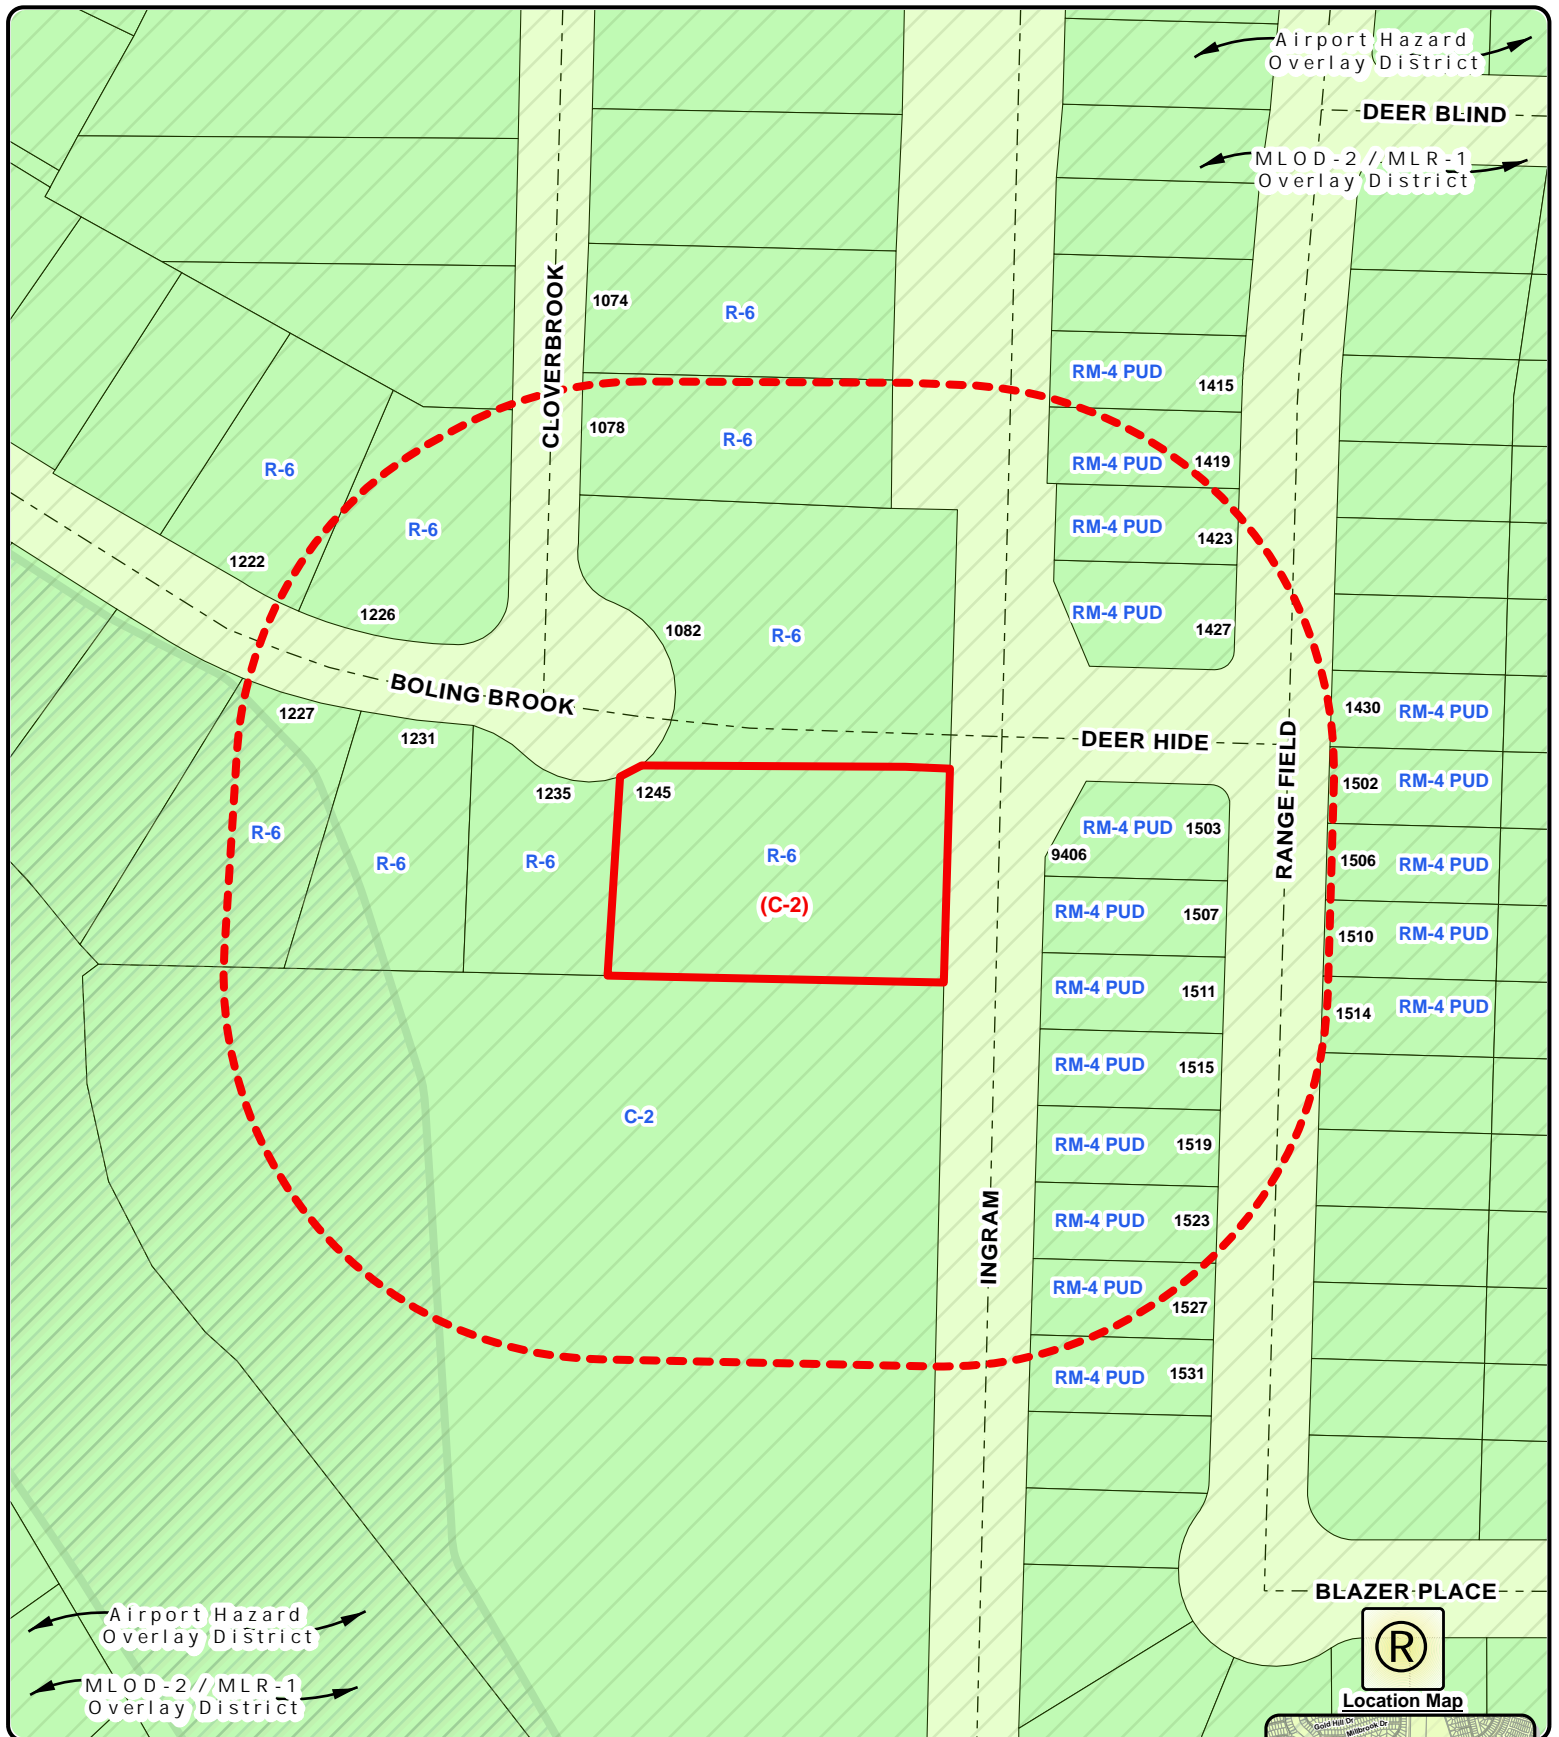 Airport Hazard
Overlay District
DEER BLIND
MLOD-2 / MLR-1
Overlay District
CLOVERBROOK
1074
R-6
RM-4 PUD
1415
1078
R-6
R-6
RM-4 PUD
1419
R-6
RM-4 PUD
1423
1222
1226
RM-4 PUD
1427
1082
R-6
BOLING BROOK
1227
1231
1430
RM-4 PUD
DEER HIDE
RANGE FIELD
1235
1245
1502
RM-4 PUD
R-6
R-6
R-6
R-6
(C-2)
RM-4 PUD
1503
9406
1506
RM-4 PUD
RM-4 PUD
1507
1510
RM-4 PUD
RM-4 PUD
1511
1514
RM-4 PUD
RM-4 PUD
1515
C-2
RM-4 PUD
1519
INGRAM
RM-4 PUD
1523
RM-4 PUD
1527
RM-4 PUD
1531
BLAZER PLACE
Airport Hazard
Overlay District
MLOD-2 / MLR-1
Overlay District
R
Location Map
Gold Hill Dr
Millbrook Dr